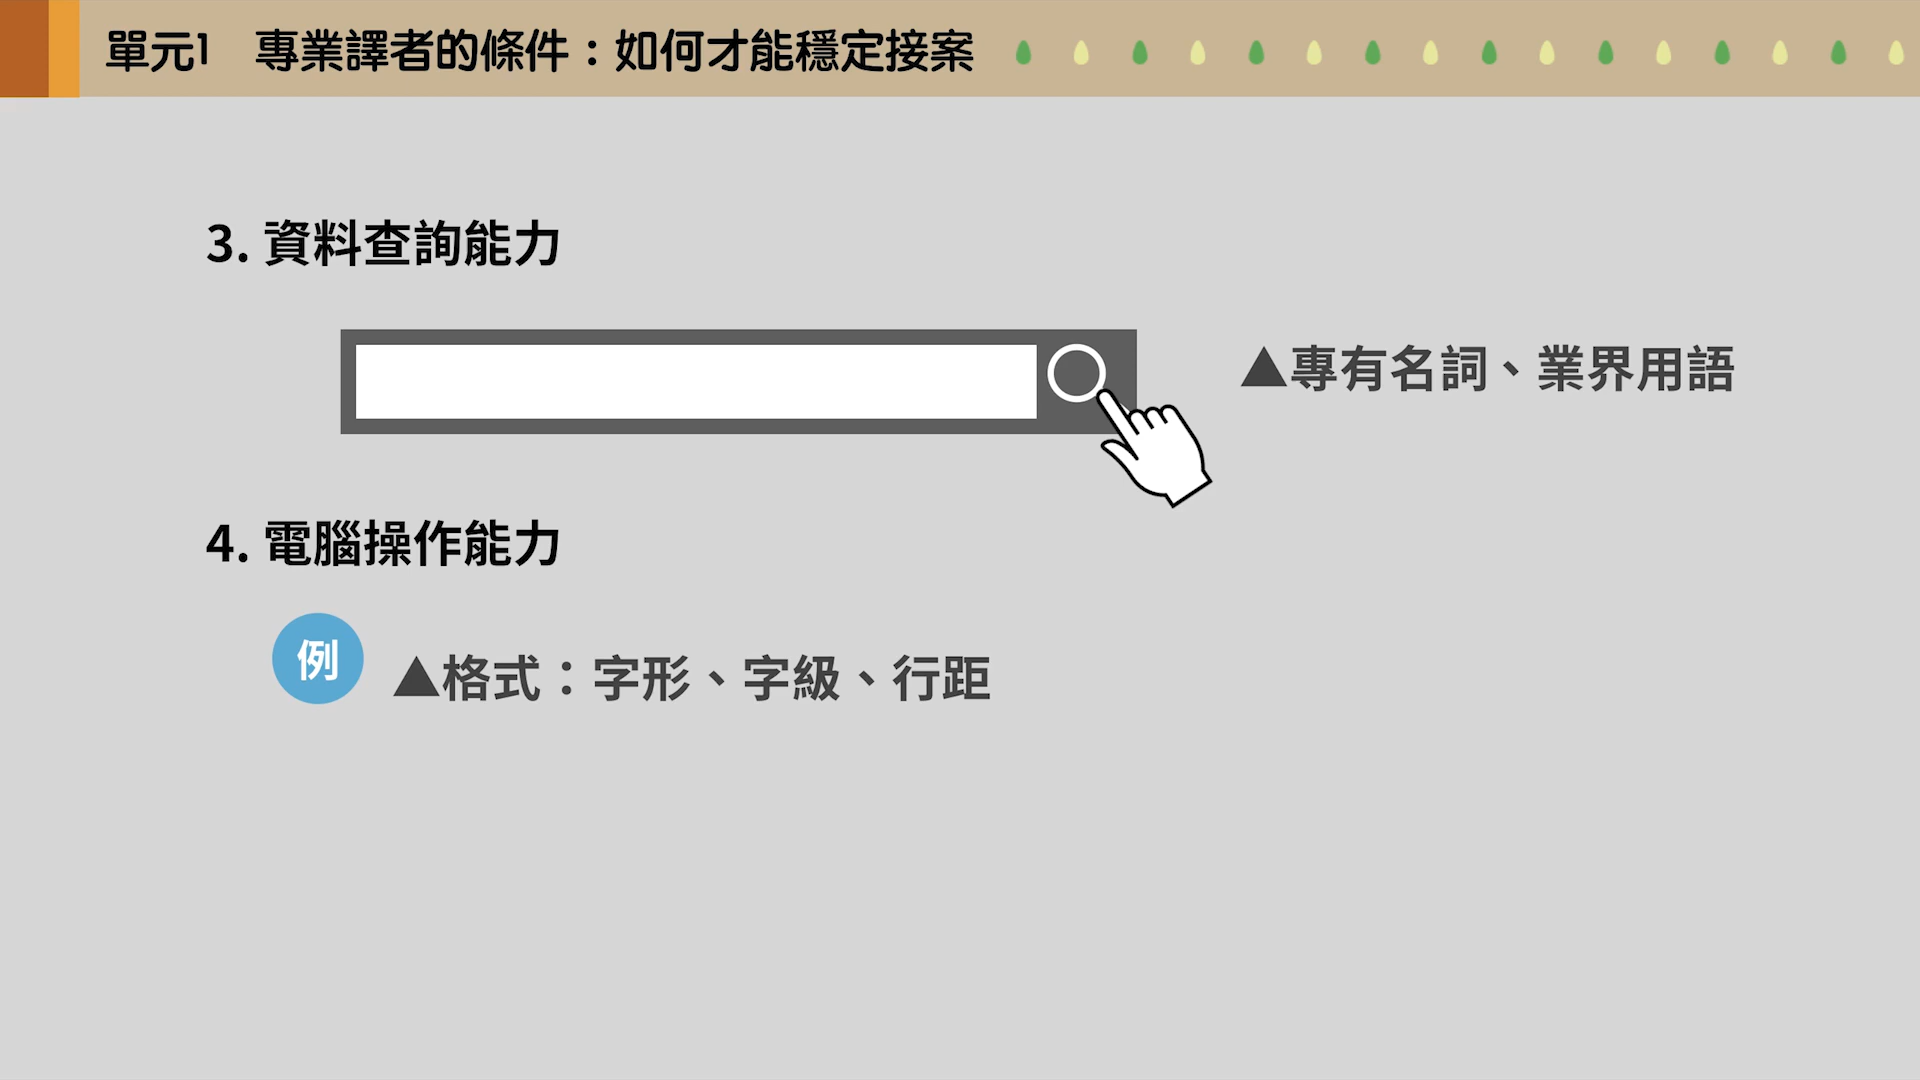 單元1　專業譯者的條件：如何才能穩定接案
3. 資料查詢能力
▲專有名詞、業界用語
4. 電腦操作能力
例
▲格式：字形、字級、行距